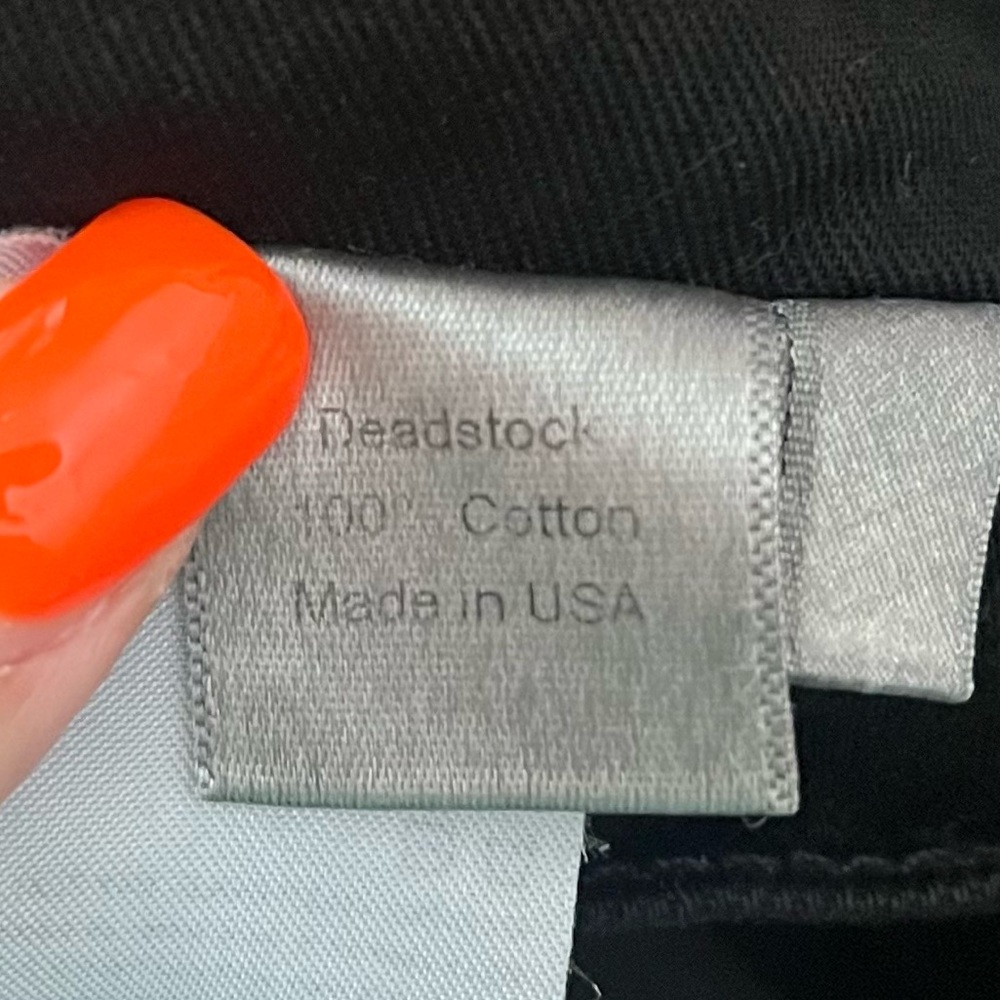 Deadstock
100% Cotton
Made in USA